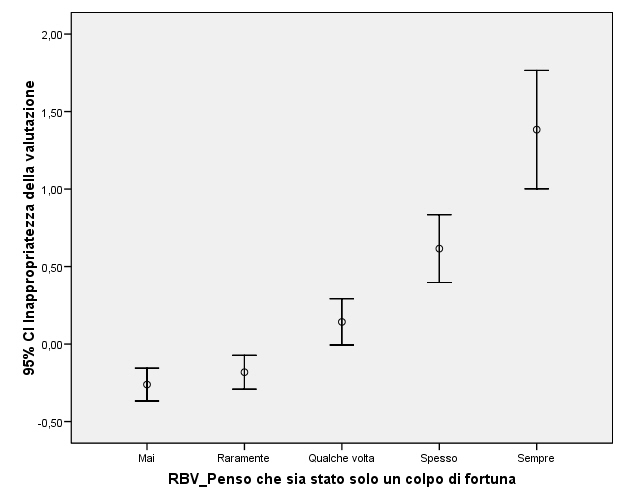 95% CI Inappropriatezza della valutazione
2,00
1,50
1,00
0,50
0,00
-0,50
Mai
Raramente
Qualche volta
Spesso
Sempre
RBV_Penso che sia stato solo un colpo di fortuna